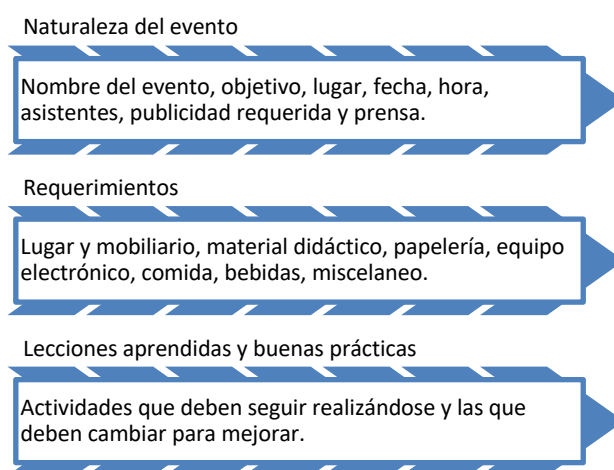 Naturaleza del evento
Nombre del evento, objetivo, lugar, fecha, hora,
asistentes, publicidad requerida y prensa.
Requerimientos
Lugar y mobiliario, material didáctico, papelería, equipo
electrónico, comida, bebidas, miscelaneo.
Lecciones aprendidas y buenas prácticas
Actividades que deben seguir realizándose y las que
deben cambiar para mejorar.